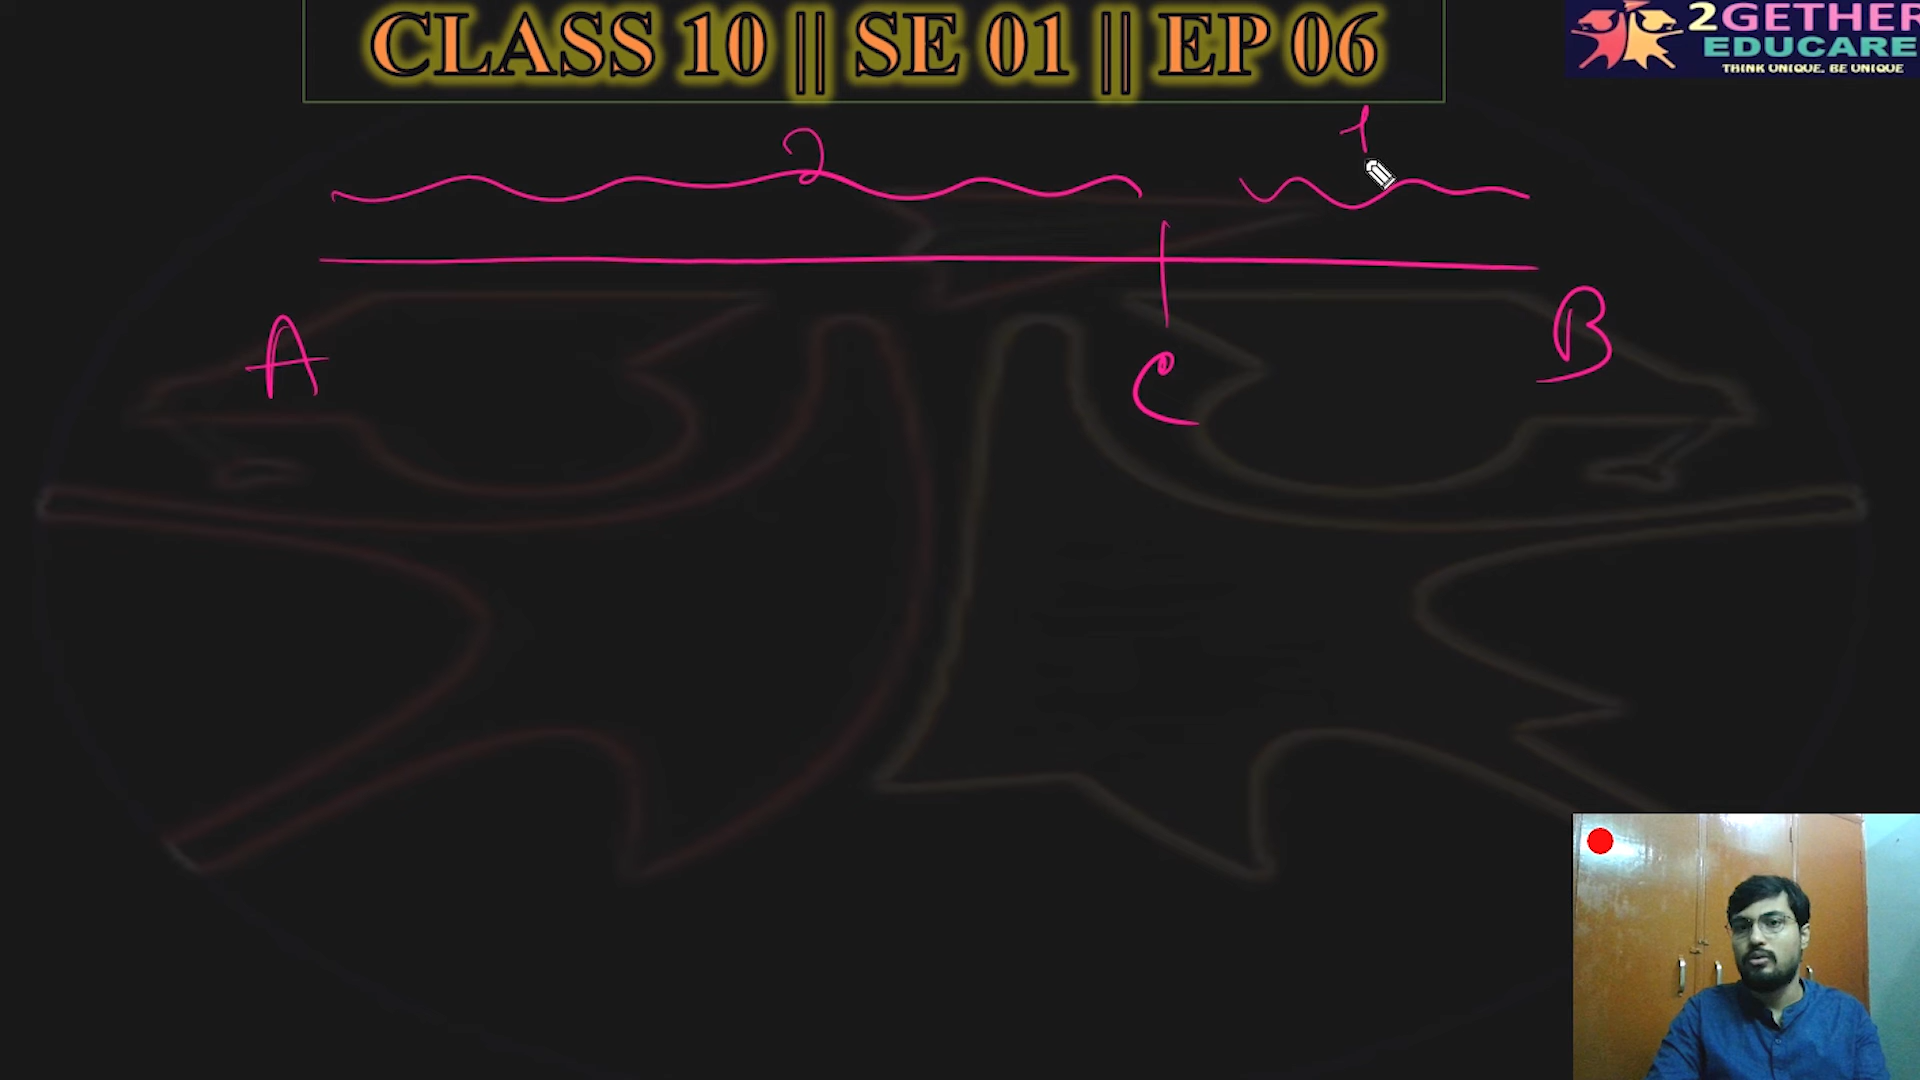 CLASS 10 || SE 01 || EP 06
2GETHER
EDUCARE
THINK UNIQUE. BE UNIQUE
2 1
A C B